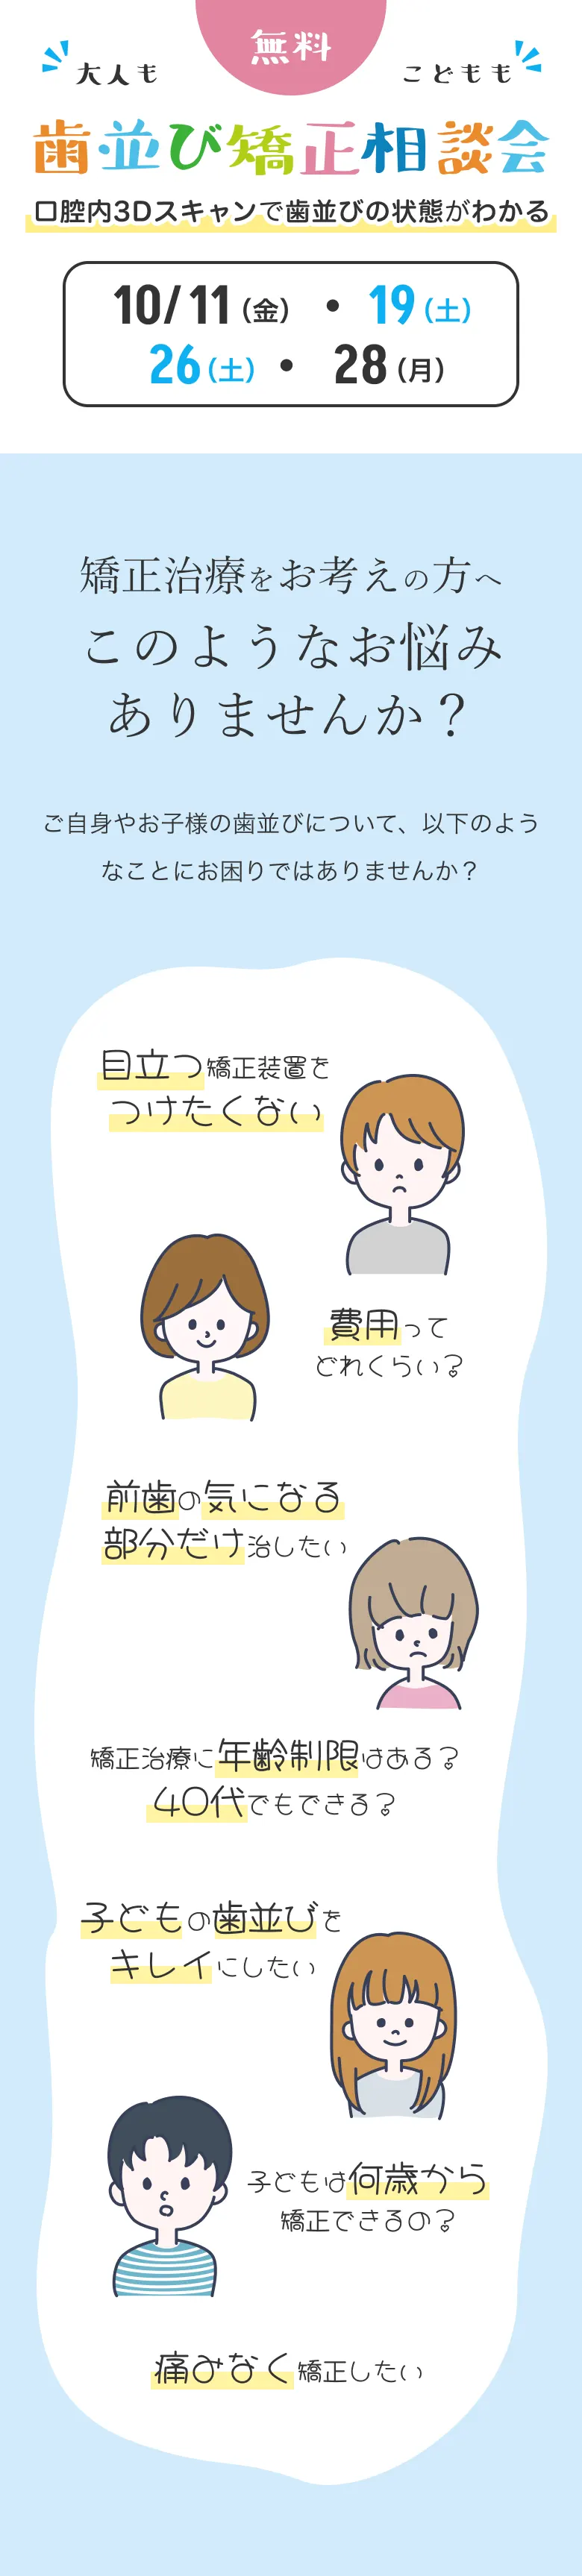 無料
大人も
こどもも
歯並び矯正相談会
口腔内3Dスキャンで歯並びの状態がわかる
10/11(金)・19(土)
26(土)・28(月)
矯正治療をお考えの方へ
このようなお悩み
ありませんか？
ご自身やお子様の歯並びについて、以下のよう
なことにお困りではありませんか？
目立つ矯正装置を
つけたくない
費用って
どれくらい？
前歯の気になる
部分だけ治したい
矯正治療に年齢制限はある？
40代でもできる？
子どもの歯並びを
キレイにしたい
子どもは何歳から
矯正できるの？
痛みなく矯正したい